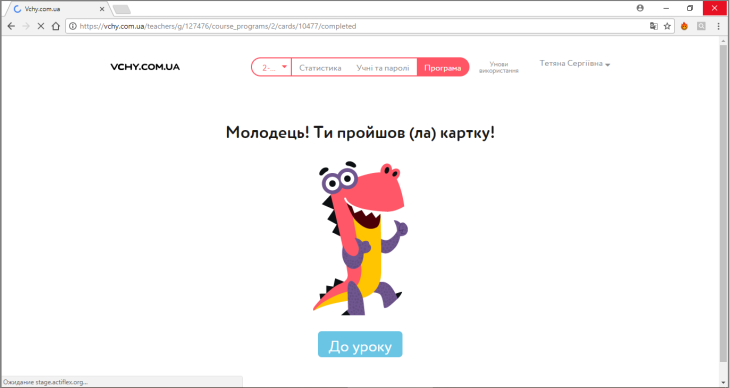 Vchy.com.ua
https://vchy.com.ua/teachers/g/127476/course_programs/2/cards/10477/completed
VCHY.COM.UA
2-...
Статистика
Учні та паролі
Програма
Умови
використання
Тетяна Сергіївна
Молодець! Ти пройшов (ла) картку!
До уроку
Ожидание stage.actiflex.org...